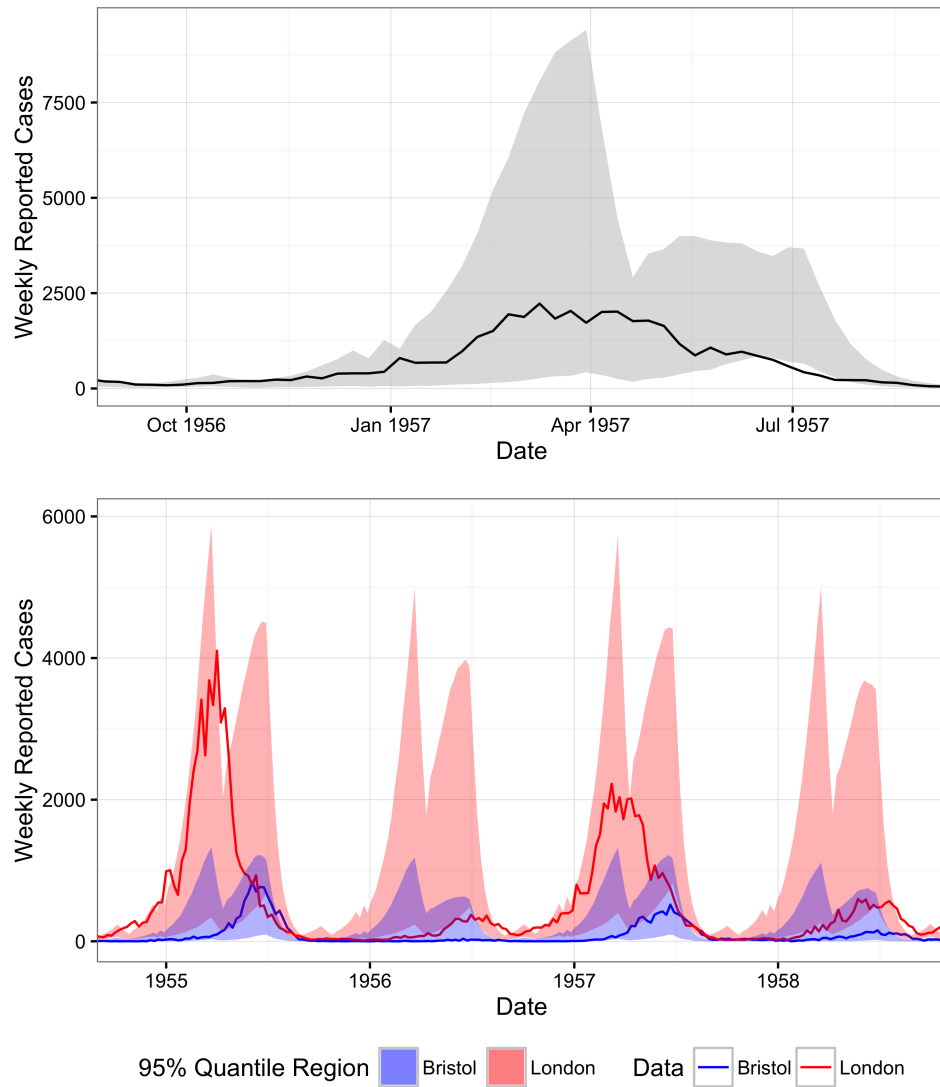 Weekly Reported Cases
7500
5000
2500
0
Oct 1956
Jan 1957
Apr 1957
Jul 1957
Date
Weekly Reported Cases
6000
4000
2000
0
1955
1956
1957
1958
Date
95% Quantile Region Bristol London Data Bristol London